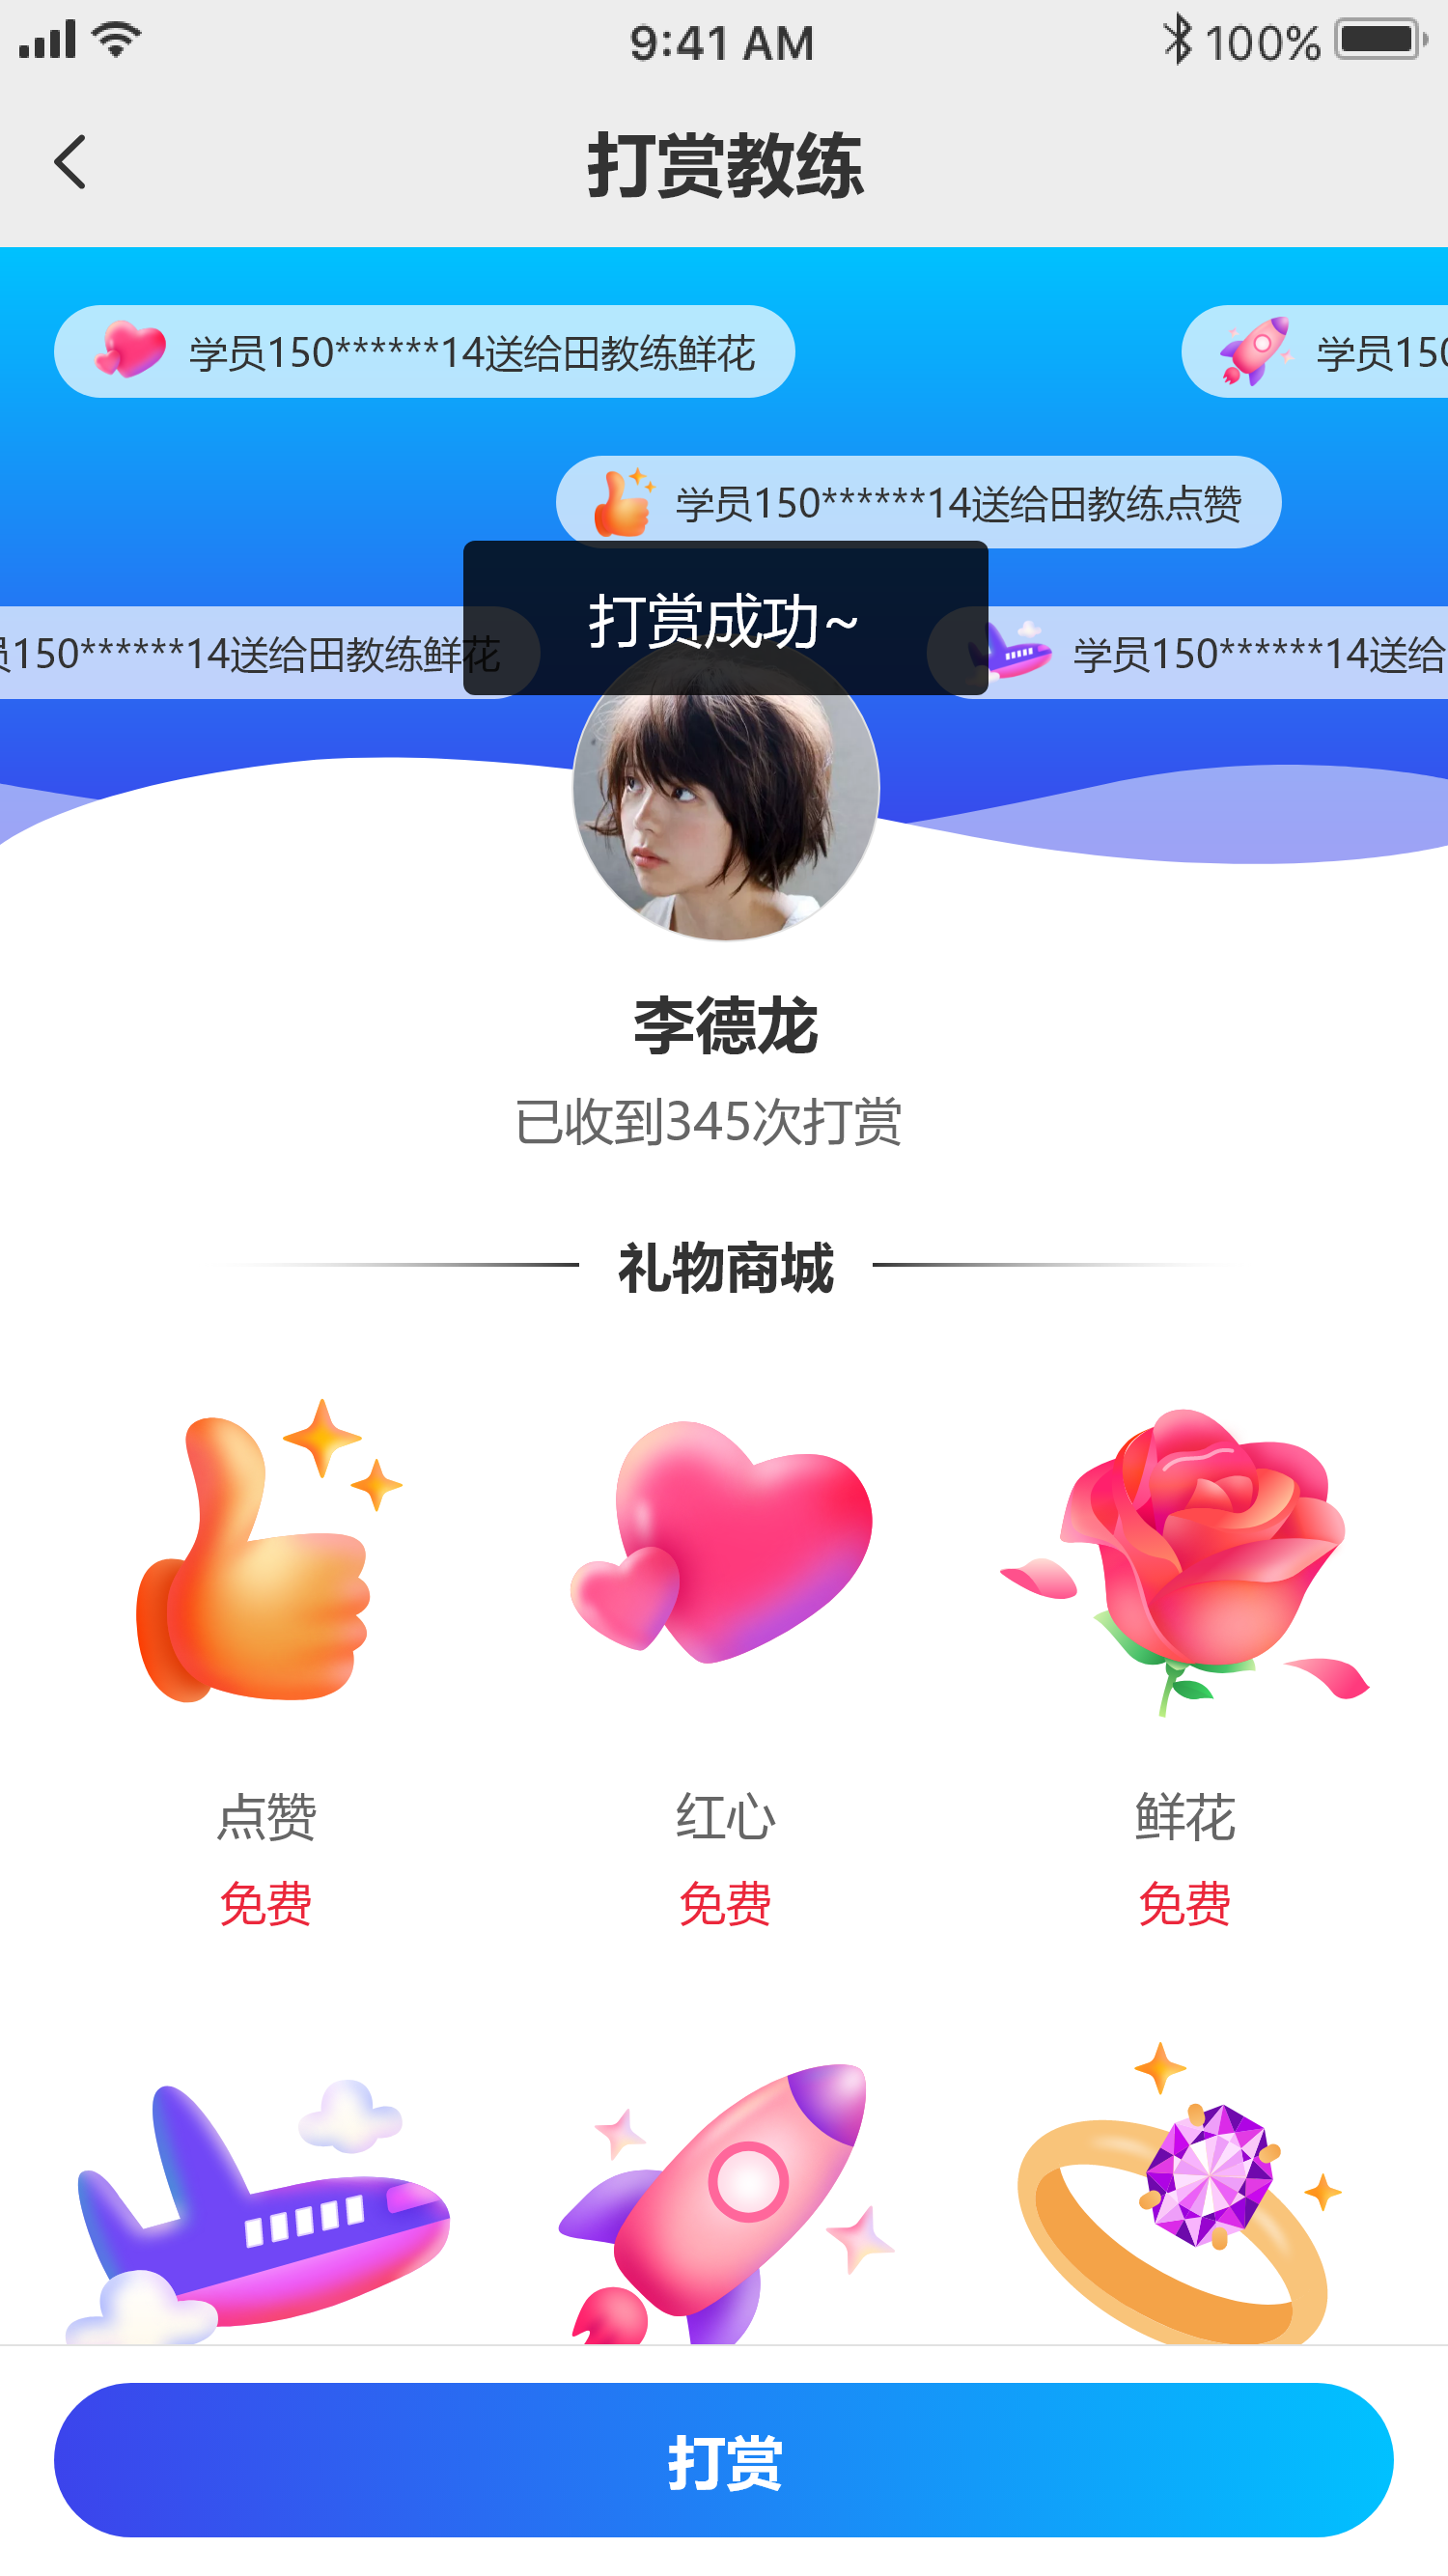 9:41 AM
100%
打赏教练
学员150******14送给田教练鲜花
学员150
学员150******14送给田教练点赞
打赏成功~
员150******14送给田教练鲜花
学员150******14送给
李德龙
已收到345次打赏
礼物商城
点赞
红心
鲜花
免费
免费
免费
打赏